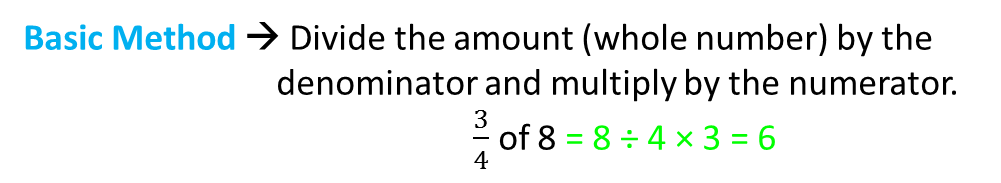 Basic Method → Divide the amount (whole number) by the
denominator and multiply by the numerator.
3/4 of 8 = 8 ÷ 4 × 3 = 6